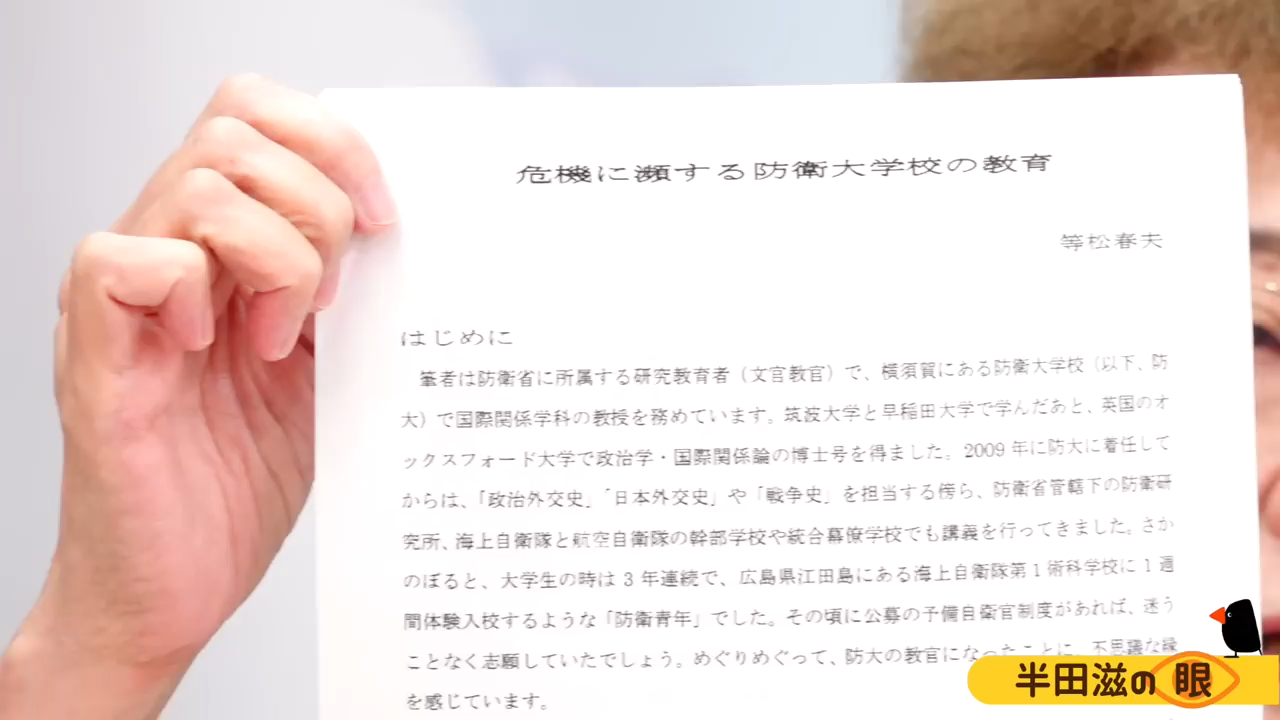 危機に瀕する防衛大学校の教育
等松春夫
はじめに
筆者は防衛省に所属する研究教育者（文官教官）で、横須賀にある防衛大学校（以下、防
大）で国際関係学科の教授を務めています。筑波大学と早稲田大学で学んだあと、英国のオ
ックスフォード大学で政治学・国際関係論の博士号を得ました。2009 年に防大に着任して
からは、「政治外交史」「日本外交史」や「戦争史」を担当する傍ら、防衛省管轄下の防衛研
究所、海上自衛隊と航空自衛隊の幹部学校や統合幕僚学校でも講義を行ってきました。さか
のぼると、大学生の時は 3 年連続で、広島県江田島にある海上自衛隊第 1 術科学校に 1 週
間体験入校するような「防衛青年」でした。その頃に公募の予備自衛官制度があれば、迷う
ことなく志願していたでしょう。めぐりめぐって、防大の教官になったことに、不思議な縁
を感じています。
半田滋の眼